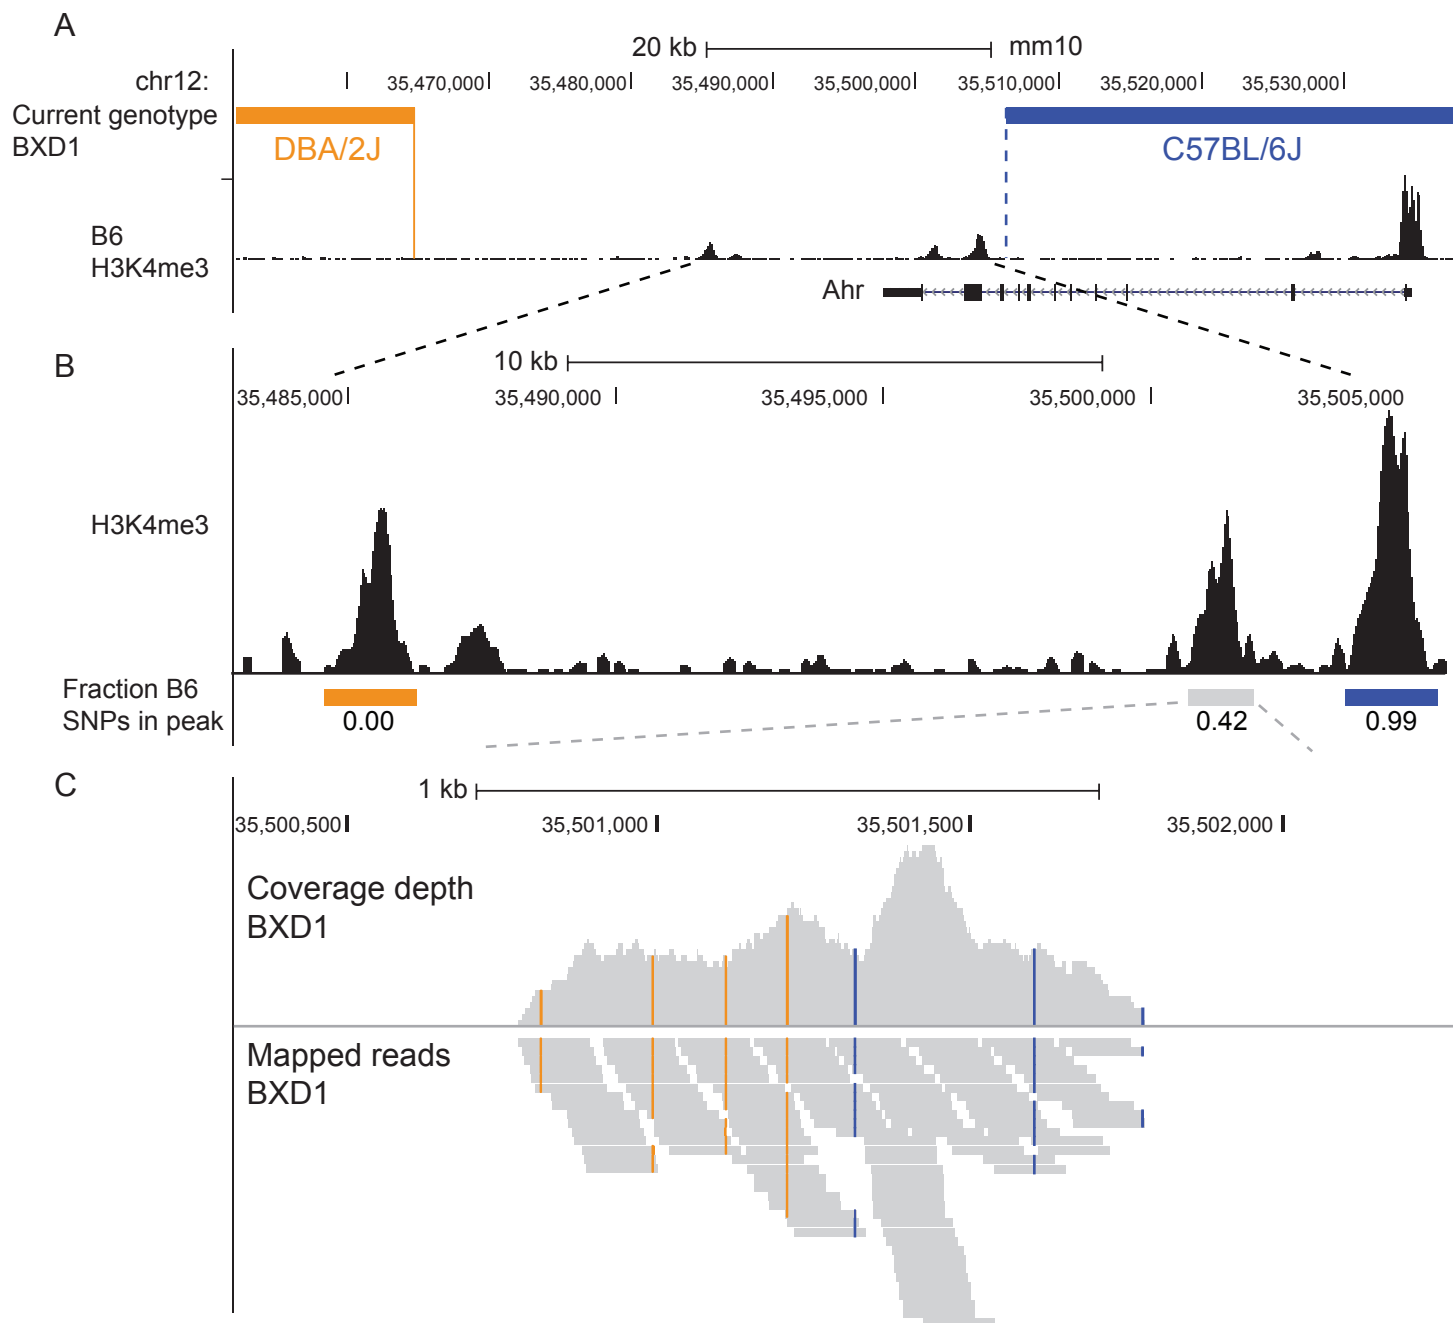 A
20 kb
mm10
chr12:
35,470,000
35,480,000
35,490,000
35,500,000
35,510,000
35,520,000
35,530,000
Current genotype
BXD1
DBA/2J
C57BL/6J
B6
H3K4me3
Ahr
B
10 kb
35,485,000
35,490,000
35,495,000
35,500,000
35,505,000
H3K4me3
Fraction B6
SNPs in peak
0.00
0.42
0.99
C
1 kb
35,500,500
35,501,000
35,501,500
35,502,000
Coverage depth
BXD1
Mapped reads
BXD1